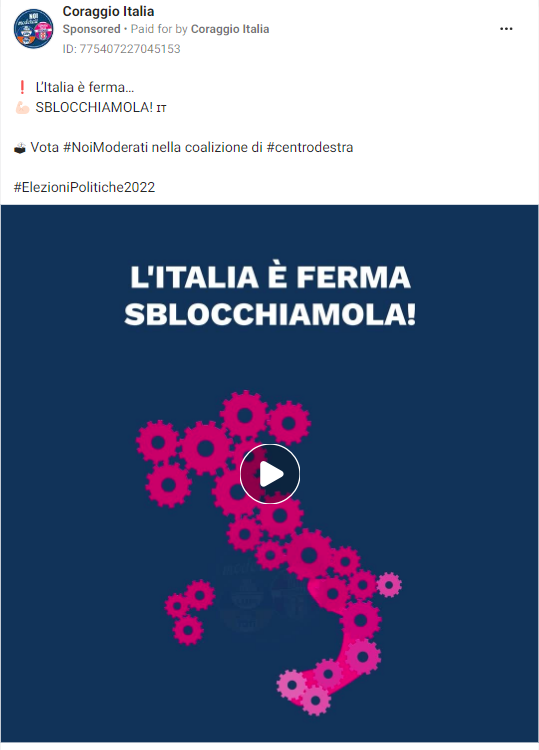 Coraggio Italia
Sponsored • Paid for by Coraggio Italia
ID: 775407227045153
❗ L'Italia è ferma...
💪🏻 SBLOCCHIAMOLA! IT
🗳 Vota #NoiModerati nella coalizione di #centrodestra
#ElezioniPolitiche2022
L'ITALIA È FERMA
SBLOCCHIAMOLA!